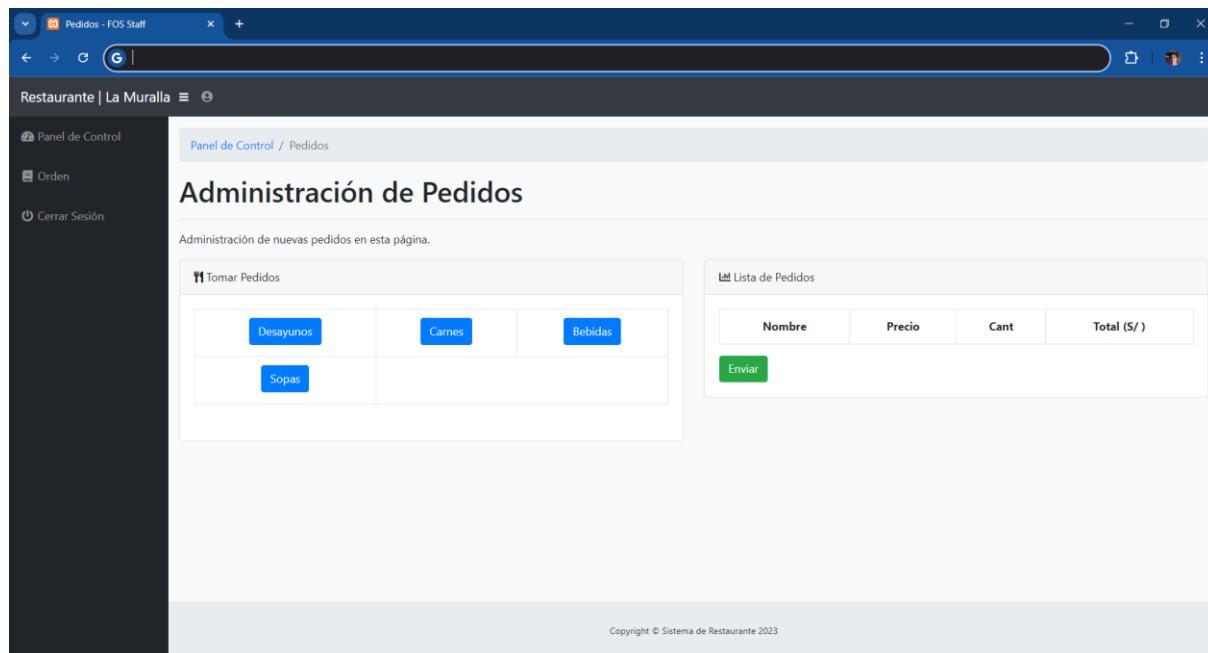 Pedidos - FOS Staff
G
Restaurante | La Muralla
Panel de Control
Orden
Cerrar Sesión
Panel de Control / Pedidos
Administración de Pedidos
Administración de nuevas pedidos en esta página.
Tomar Pedidos
Desayunos Carnes Bebidas
Sopas
Lista de Pedidos
Nombre Precio Cant Total (S/ )
Enviar
Copyright © Sistema de Restaurante 2023